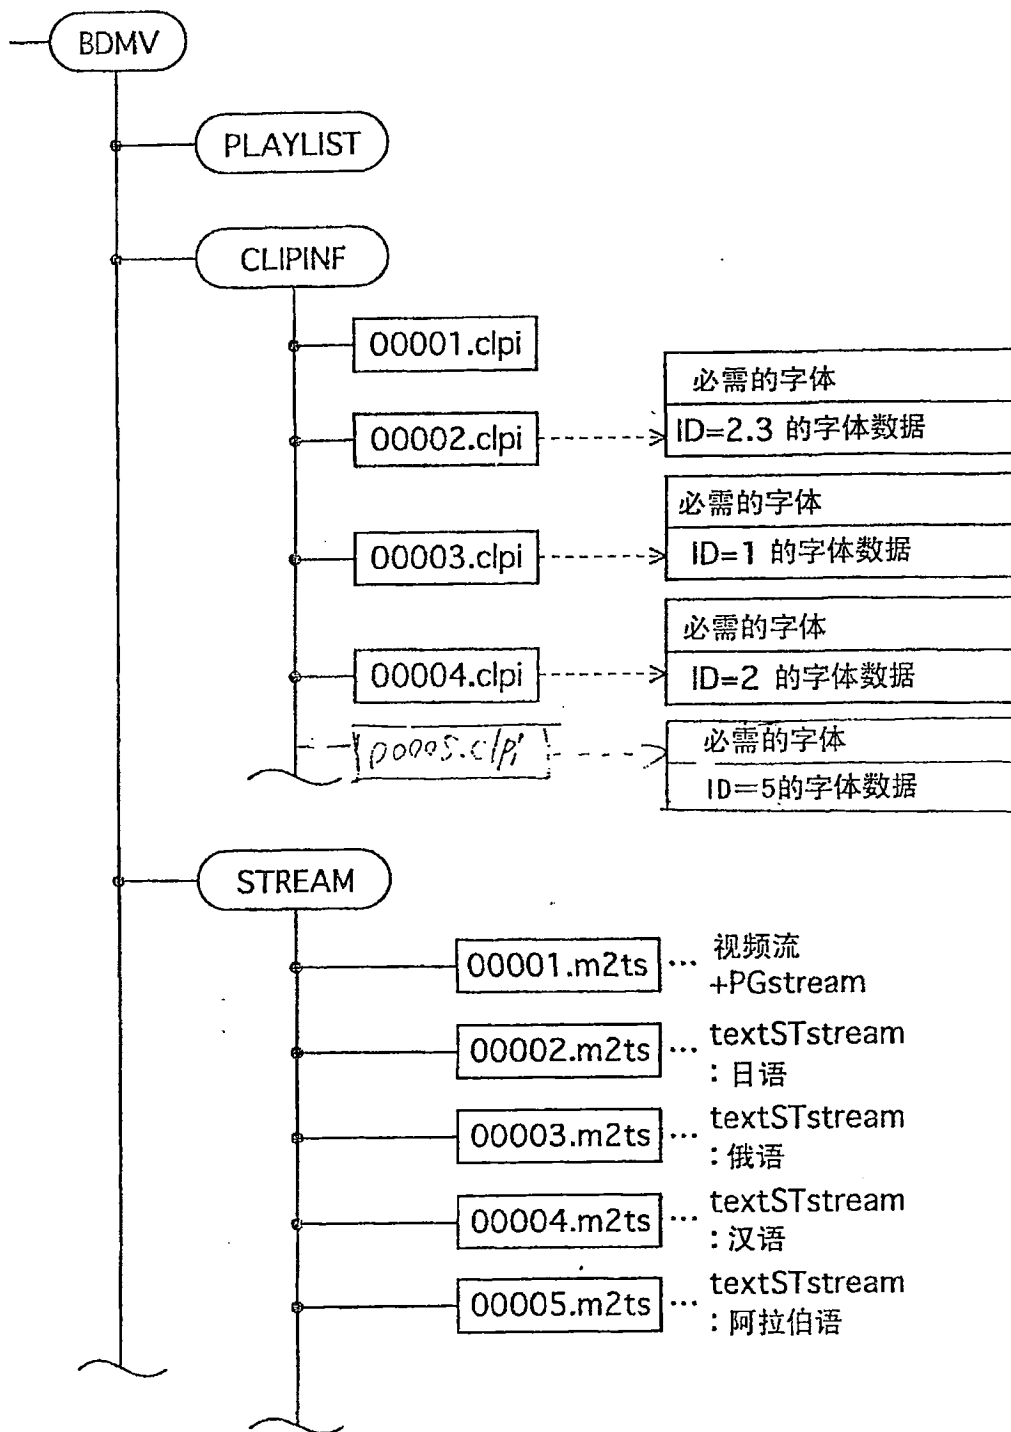 BDMV
PLAYLIST
CLIPINF
00001.clpi
00002.clpi
必需的字体
ID=2.3 的字体数据
00003.clpi
必需的字体
ID=1 的字体数据
00004.clpi
必需的字体
ID=2 的字体数据
00005.clpi
必需的字体
ID=5的字体数据
STREAM
00001.m2ts
… 视频流
+PGstream
00002.m2ts
… textSTstream
:日语
00003.m2ts
… textSTstream
:俄语
00004.m2ts
… textSTstream
:汉语
00005.m2ts
… textSTstream
:阿拉伯语